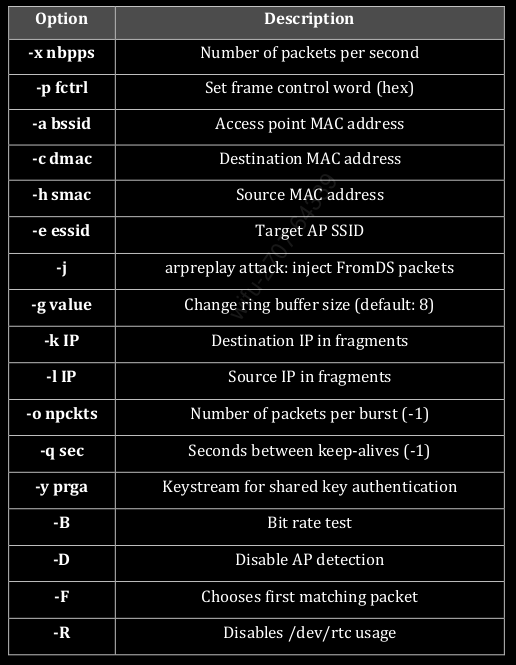 Option Description
-x nbpps Number of packets per second
-p fctrl Set frame control word (hex)
-a bssid Access point MAC address
-c dmac Destination MAC address
-h smac Source MAC address
-e essid Target AP SSID
-j arpreplay attack: inject FromDS packets
-g value Change ring buffer size (default: 8)
-k IP Destination IP in fragments
-l IP Source IP in fragments
-o npckts Number of packets per burst (-1)
-q sec Seconds between keep-alives (-1)
-y prga Keystream for shared key authentication
-B Bit rate test
-D Disable AP detection
-F Chooses first matching packet
-R Disables /dev/rtc usage